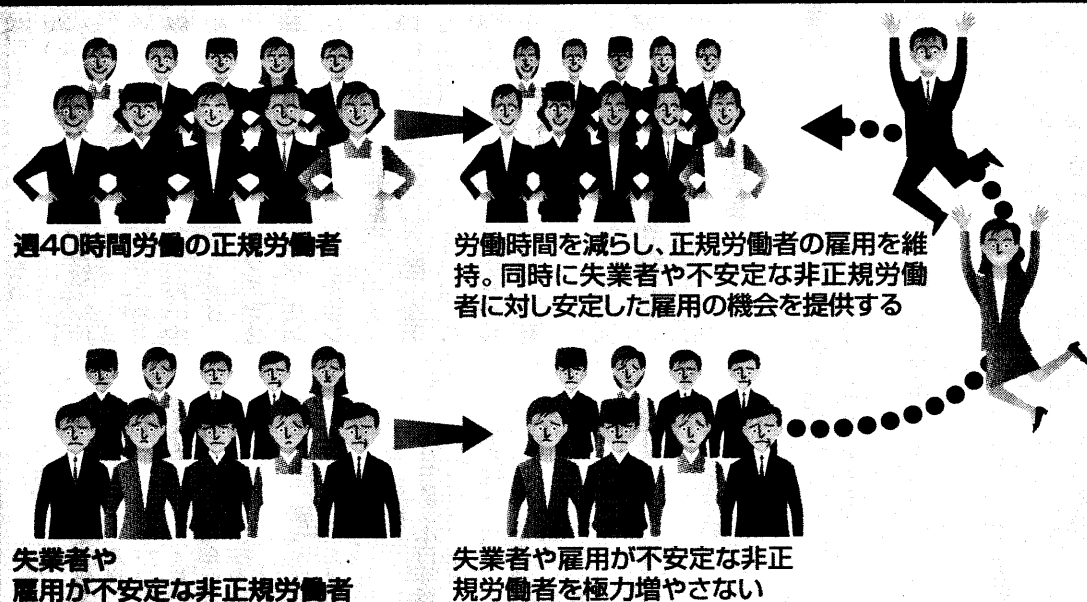 週40時間労働の正規労働者
労働時間を減らし、正規労働者の雇用を維
持。同時に失業者や不安定な非正規労働
者に対し安定した雇用の機会を提供する
失業者や
雇用が不安定な非正規労働者
失業者や雇用が不安定な非正
規労働者を極力増やさない